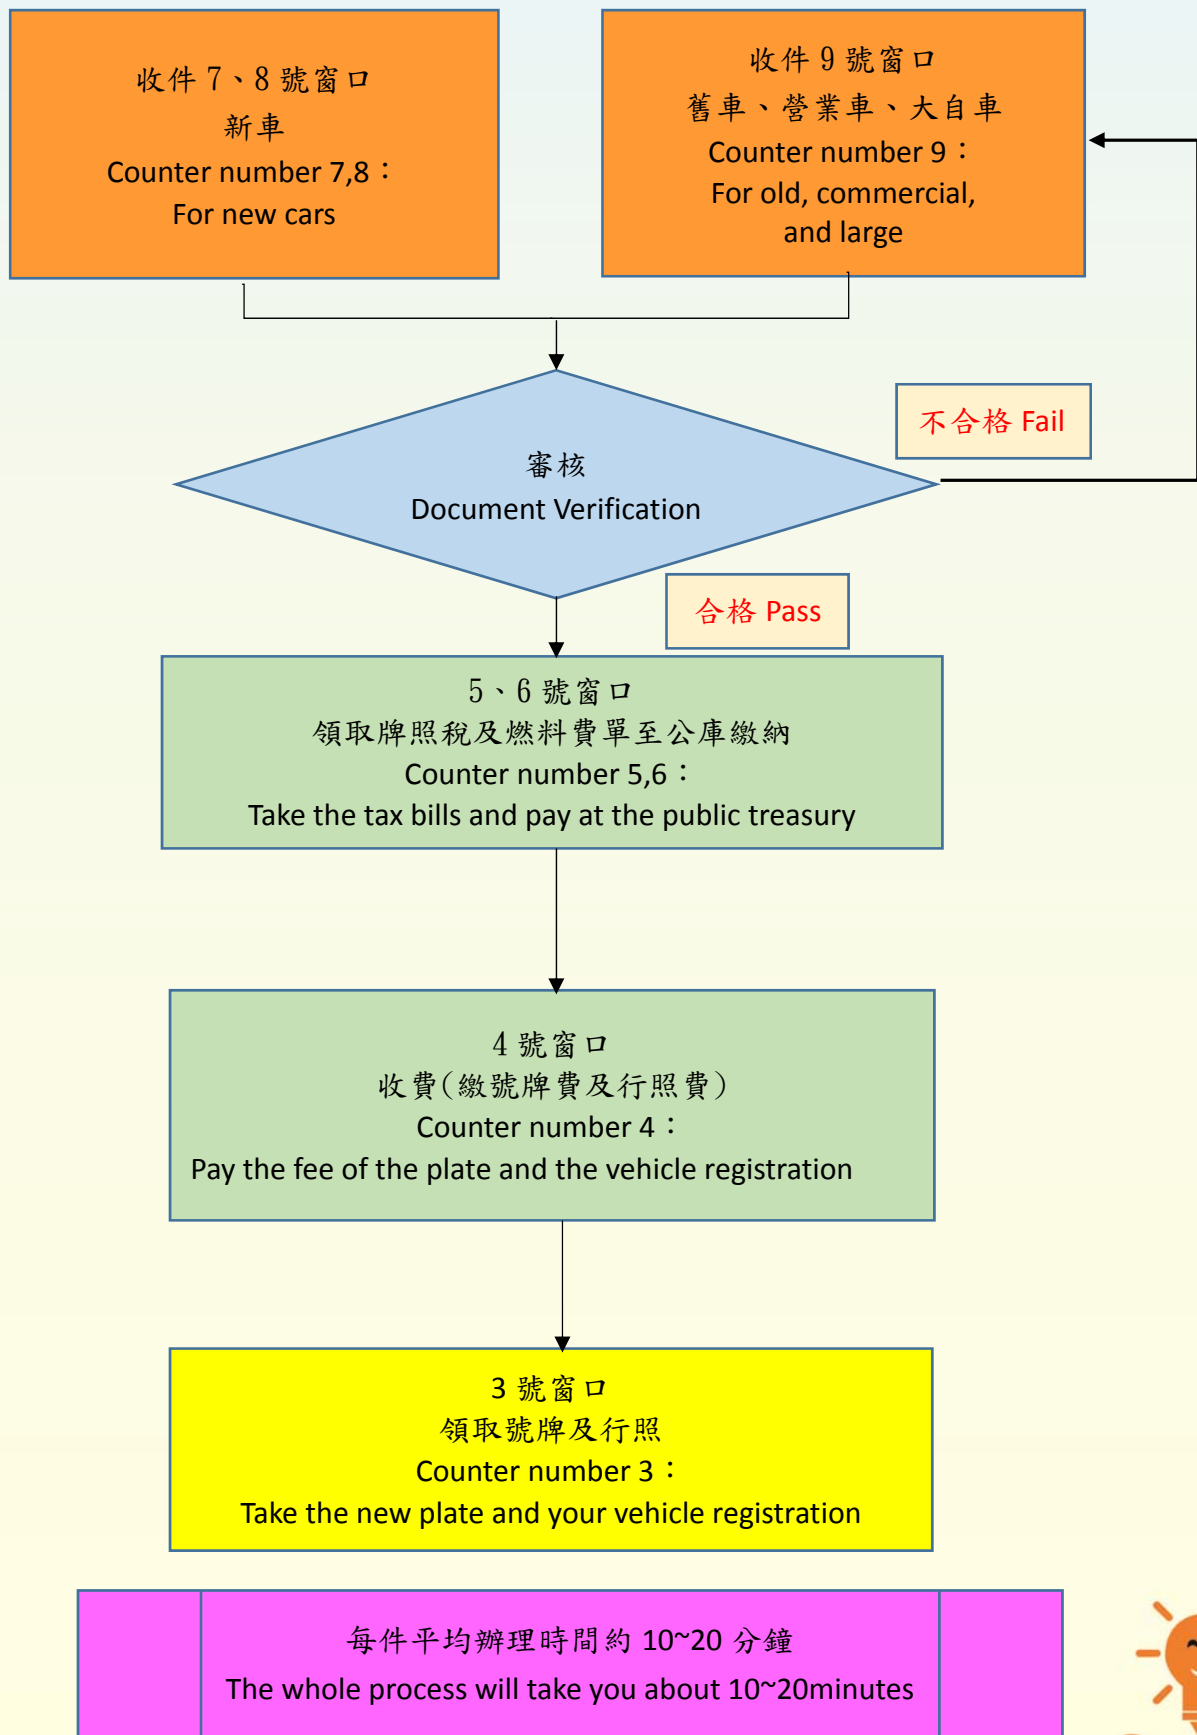 收件 7、8 號窗口
新車
Counter number 7,8：
For new cars
收件 9 號窗口
舊車、營業車、大自車
Counter number 9：
For old, commercial,
and large
審核
Document Verification
不合格 Fail
合格 Pass
5、6 號窗口
領取牌照稅及燃料費單至公庫繳納
Counter number 5,6：
Take the tax bills and pay at the public treasury
4 號窗口
收費(繳號牌費及行照費)
Counter number 4：
Pay the fee of the plate and the vehicle registration
3 號窗口
領取號牌及行照
Counter number 3：
Take the new plate and your vehicle registration
每件平均辦理時間約 10~20 分鐘
The whole process will take you about 10~20minutes